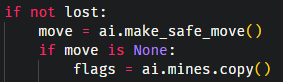 if not lost:
    move = ai.make_safe_move()
    if move is None:
        flags = ai.mines.copy()